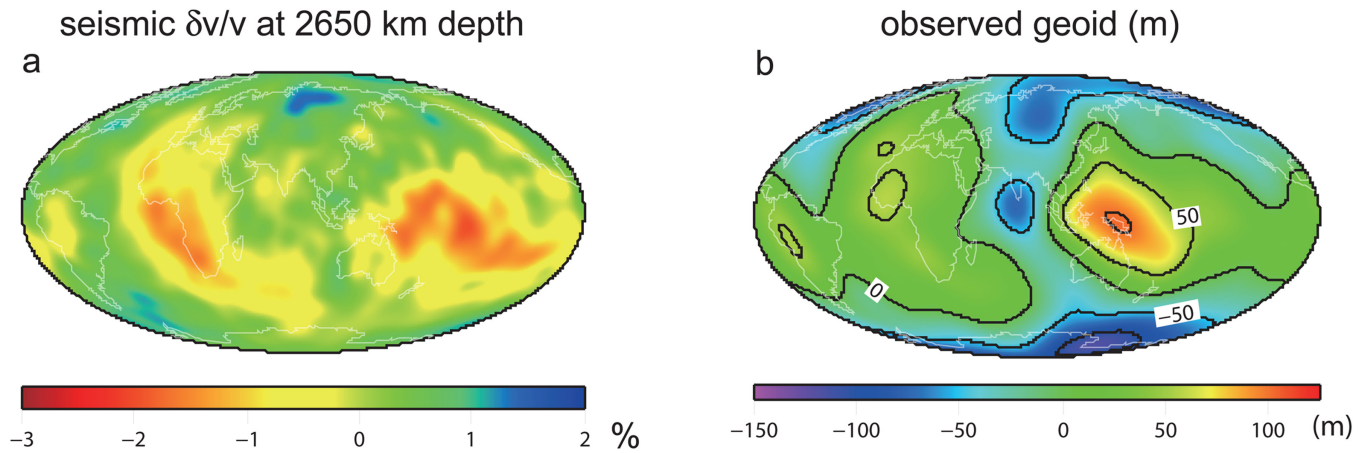 seismic δv/v at 2650 km depth
observed geoid (m)
a
b
50
0
−50
−3 −2 −1 0 1 2 %
−150 −100 −50 0 50 100 (m)